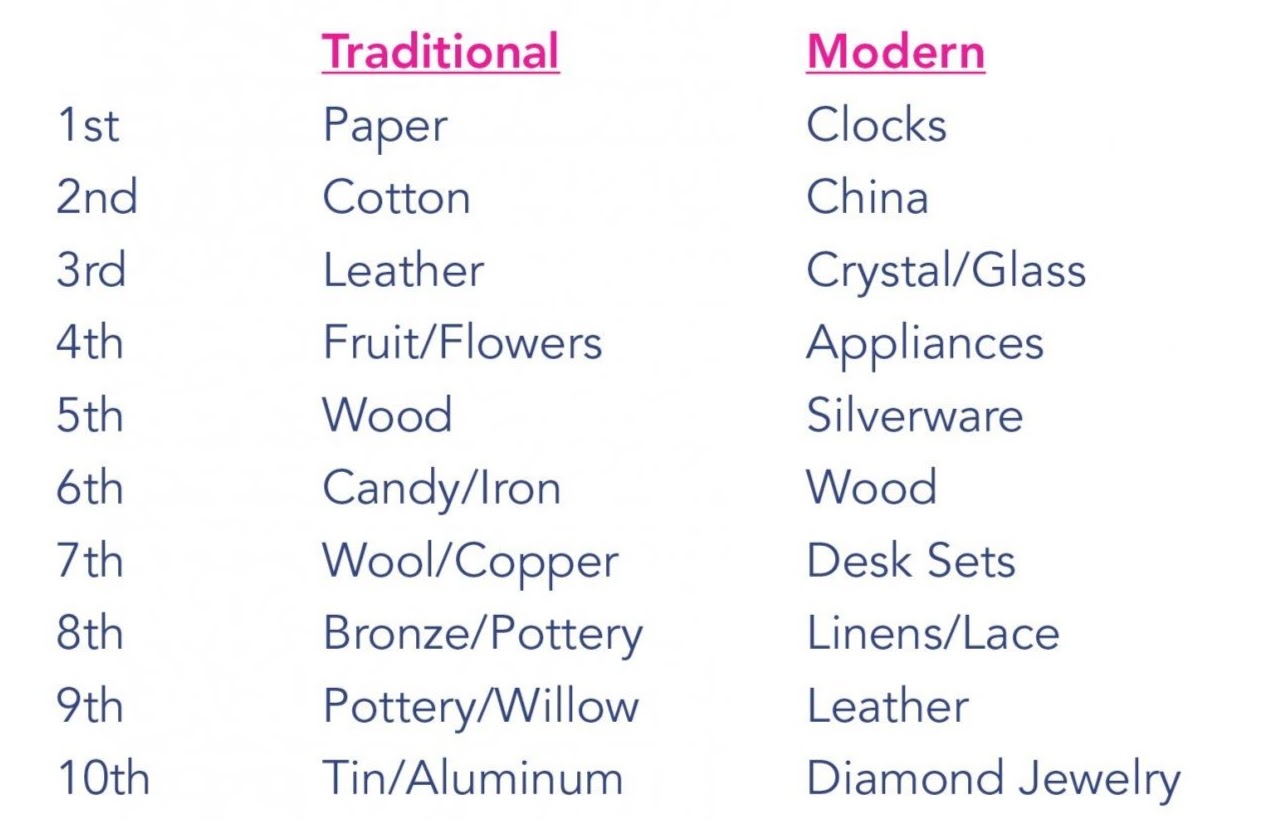 Traditional Modern
1st Paper Clocks
2nd Cotton China
3rd Leather Crystal/Glass
4th Fruit/Flowers Appliances
5th Wood Silverware
6th Candy/Iron Wood
7th Wool/Copper Desk Sets
8th Bronze/Pottery Linens/Lace
9th Pottery/Willow Leather
10th Tin/Aluminum Diamond Jewelry